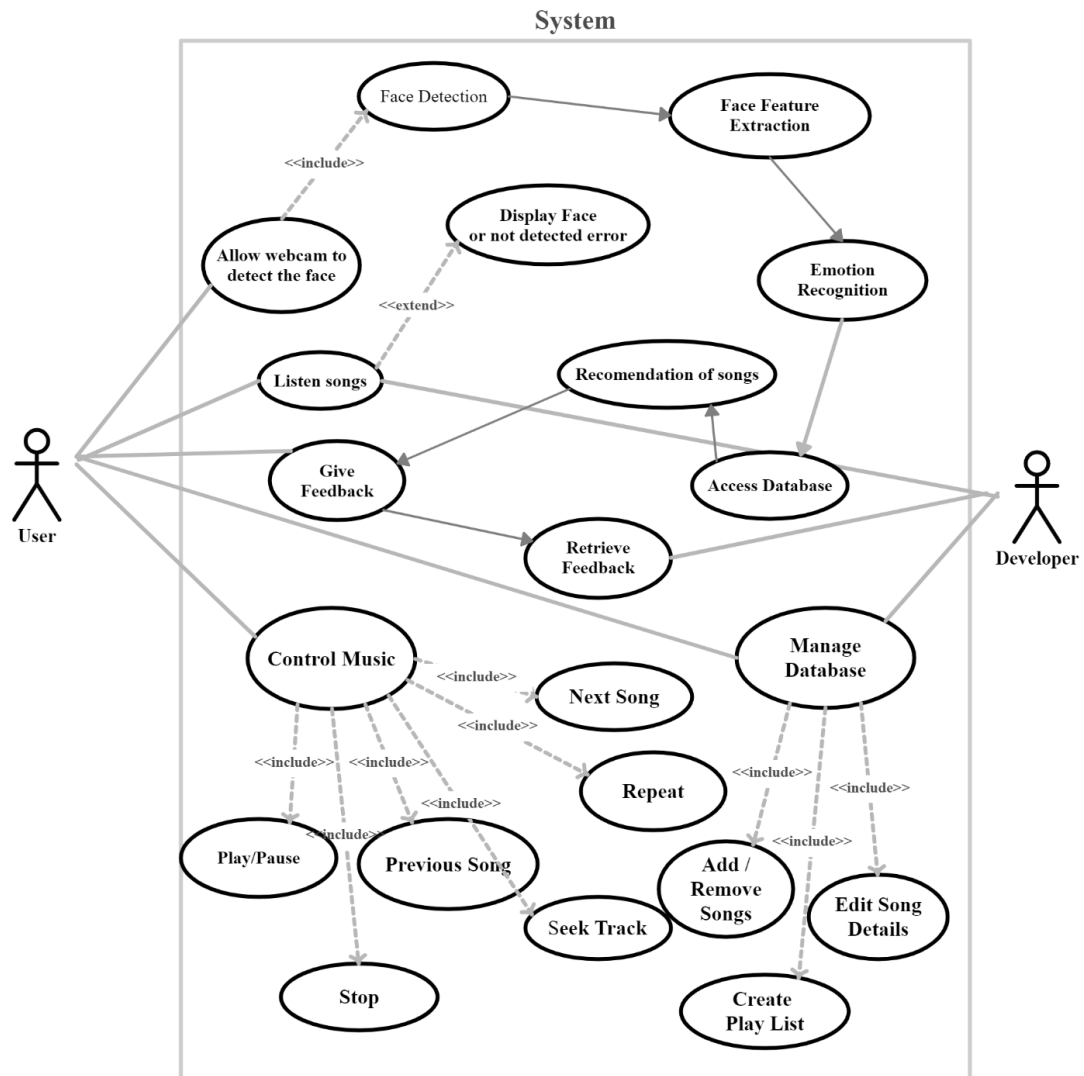 System
Face Detection
Face Feature
Extraction
<<include>>
Display Face
or not detected error
Allow webcam to
detect the face
Emotion
Recognition
<<extend>>
Listen songs
Recomendation of songs
Give
Feedback
Access Database
User
Retrieve
Feedback
Developer
Control Music
Manage
Database
<<include>>
Next Song
<<include>>
<<include>>
<<include>>
<<include>>
Repeat
<<include>>
<<include>>
<<include>>
<<include>>
Play/Pause
Previous Song
Add /
Remove
Songs
Edit Song
Details
Seek Track
Stop
Create
Play List